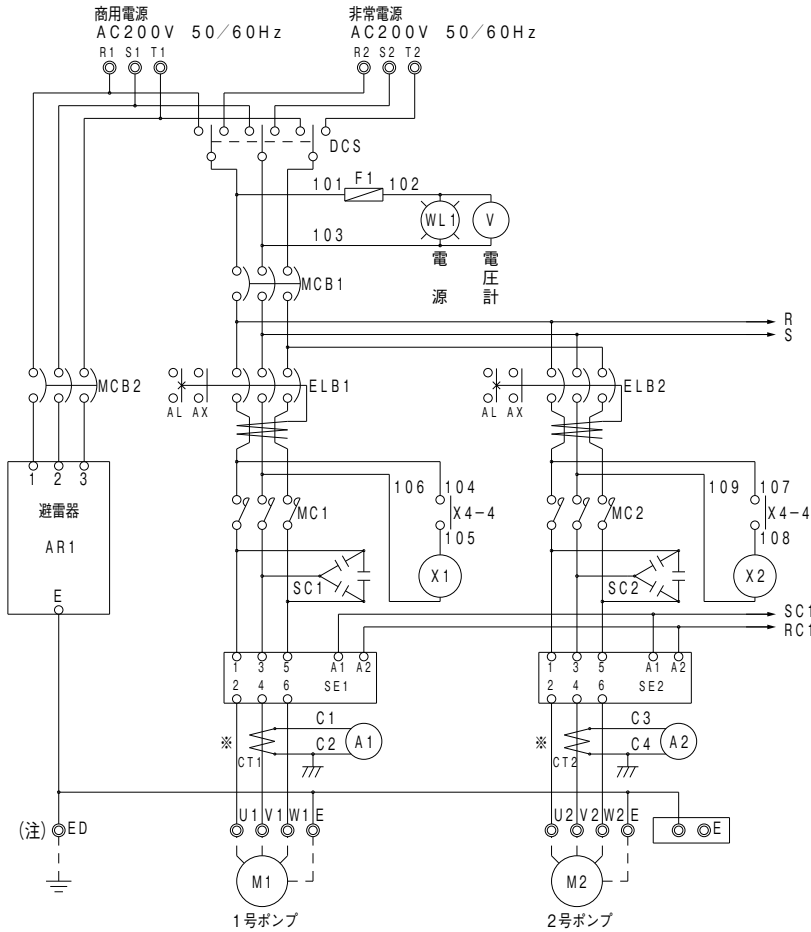 商用電源
AC200V 50/60Hz
R1 S1 T1
非常電源
AC200V 50/60Hz
R2 S2 T2
DCS
101 F1 102
WL1 V
103
電源
電圧計
MCB1
R
S
MCB2
AL AX
ELB1
AL AX
ELB2
1 2 3
避雷器
AR1
E
106 104
MC1 X4-4
105
SC1 X1
109 107
MC2 X4-4
108
SC2 X2
SC1
RC1
1 3 5 A1 A2
2 4 6 SE1
1 3 5 A1 A2
2 4 6 SE2
※ C1
C2 A1
CT1
※ C3
C4 A2
CT2
(注) ED
U1 V1 W1 E
U2 V2 W2 E
E
M1
1号ポンプ
M2
2号ポンプ